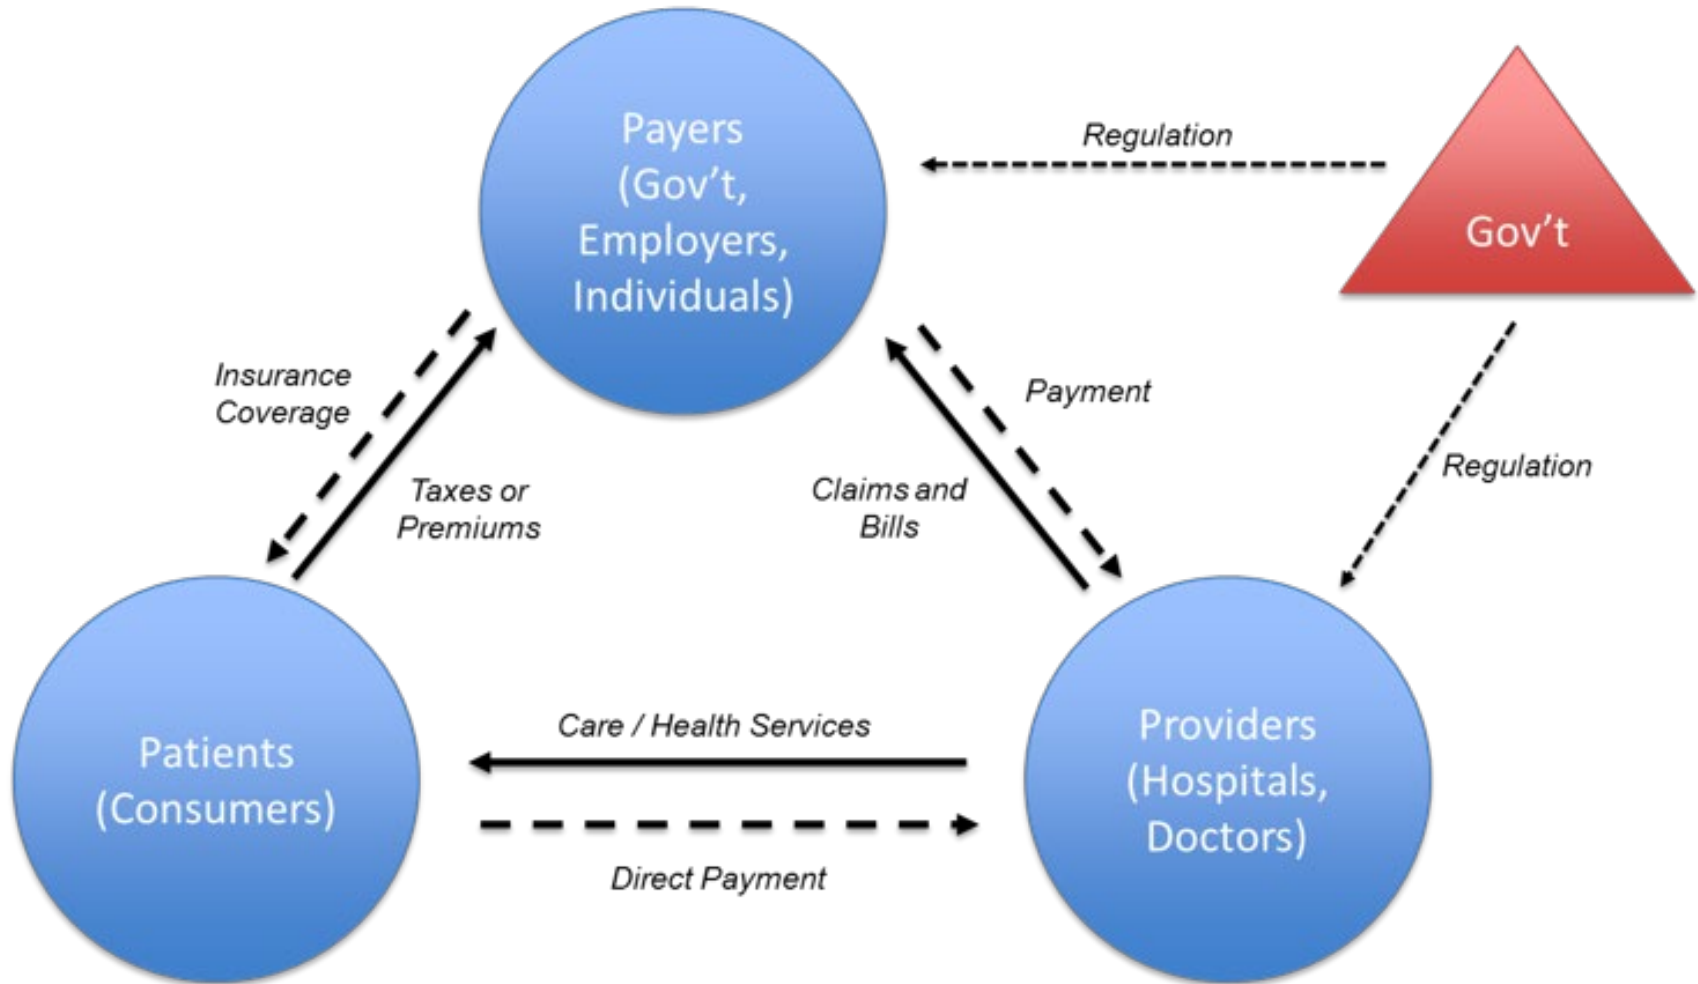 Payers
(Gov't,
Employers,
Individuals)
Regulation
Gov't
Insurance
Coverage
Taxes or
Premiums
Payment
Claims and
Bills
Regulation
Patients
(Consumers)
Care / Health Services
Direct Payment
Providers
(Hospitals,
Doctors)